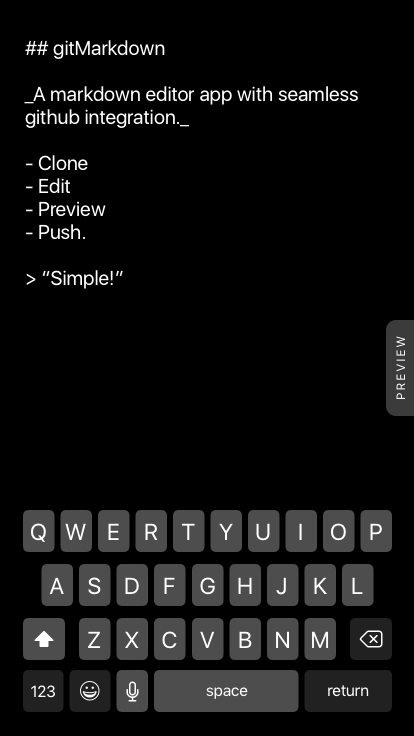 ## gitMarkdown
_A markdown editor app with seamless
github integration._
- Clone
- Edit
- Preview
- Push.
> “Simple!”
PREVIEW
Q W E R T Y U I O P
A S D F G H J K L
Z X C V B N M
123 space return